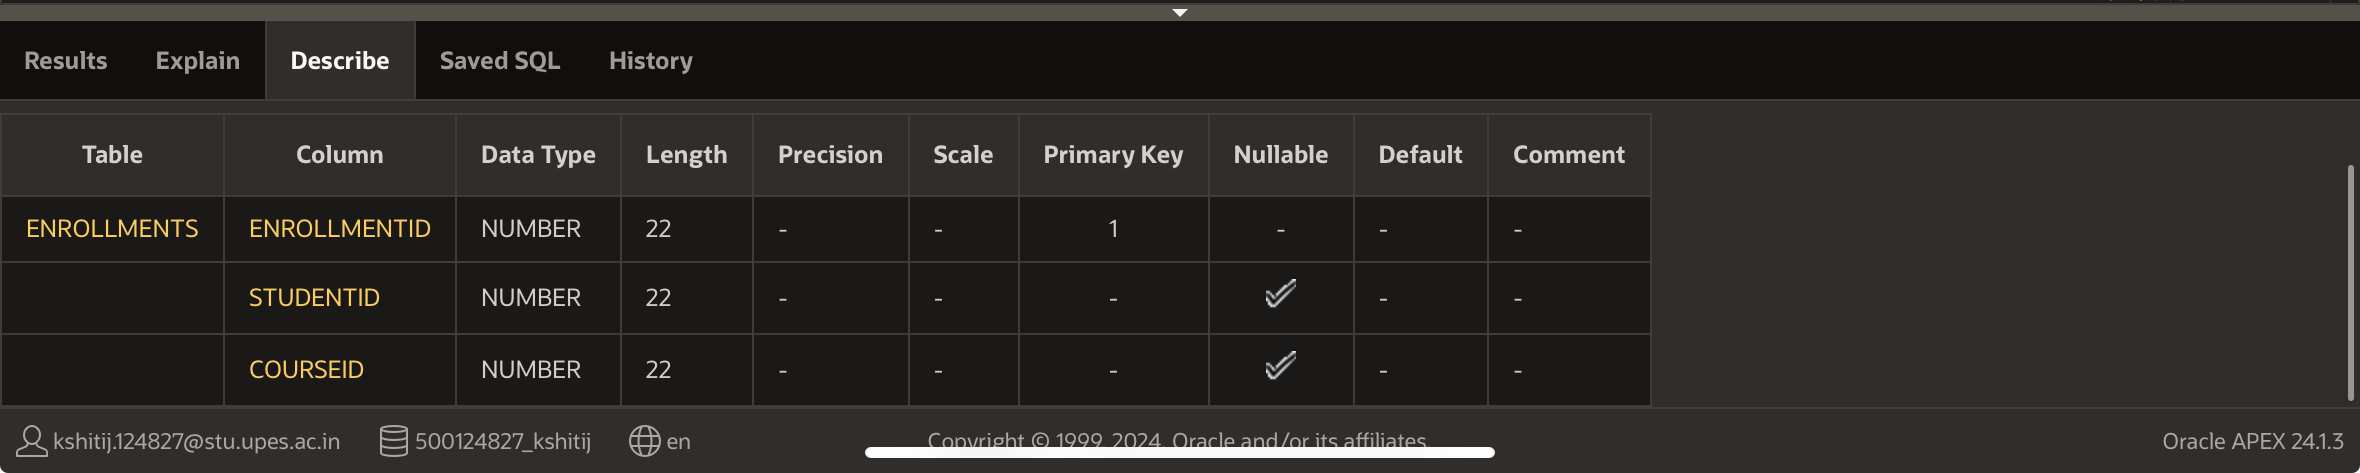 Results Explain Describe Saved SQL History
Table Column Data Type Length Precision Scale Primary Key Nullable Default Comment
ENROLLMENTS ENROLLMENTID NUMBER 22 - - 1 - - -
STUDENTID NUMBER 22 - - - - -
COURSEID NUMBER 22 - - - - -
kshitij.124827@stu.upes.ac.in 500124827_kshitij en Copyright © 1999, 2024, Oracle and/or its affiliates. Oracle APEX 24.1.3